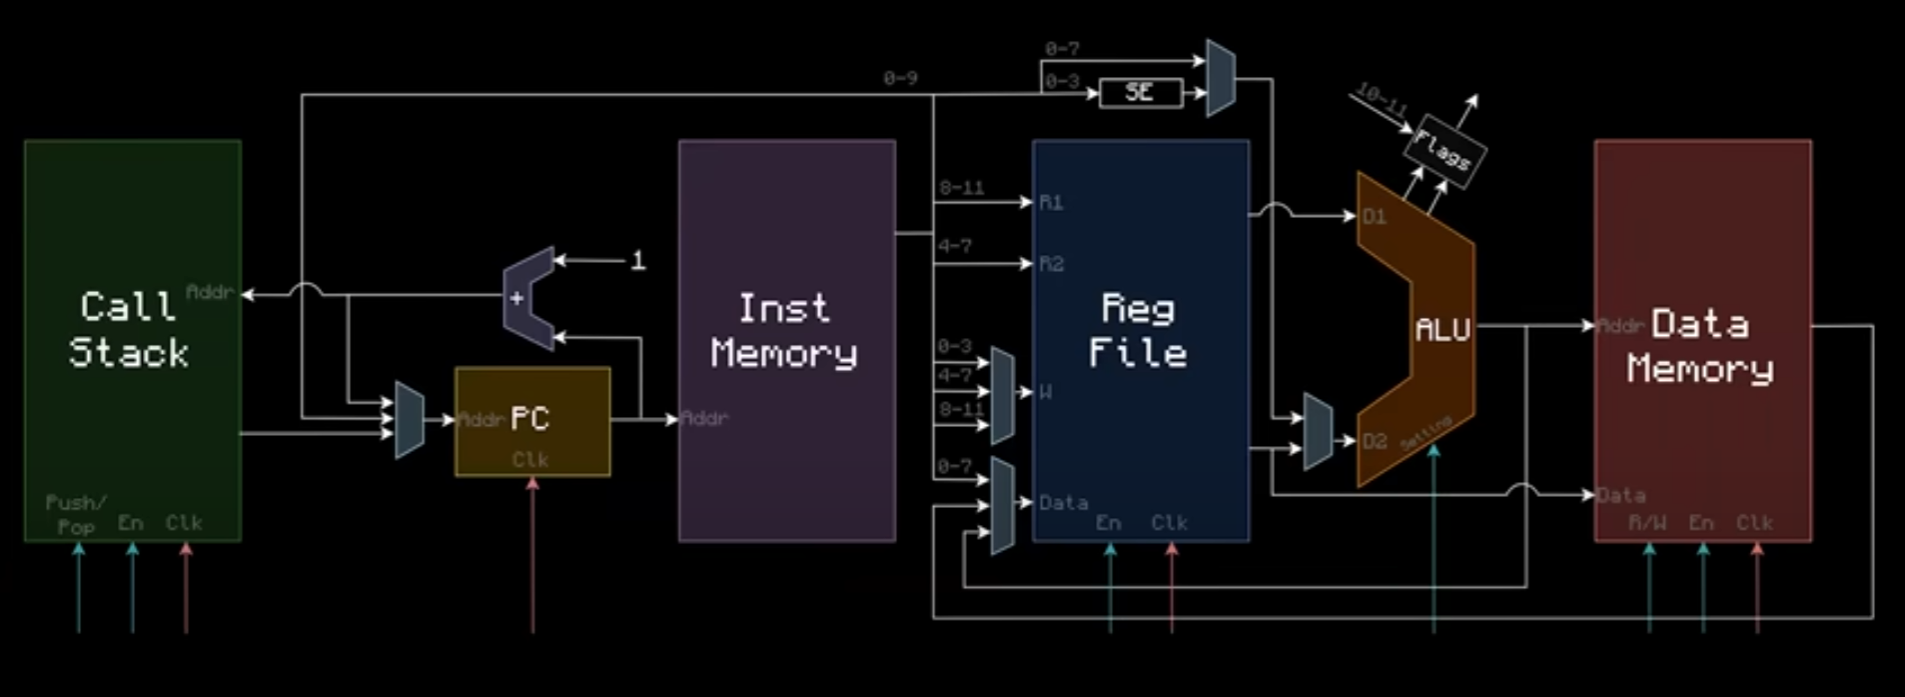 0-7
0-9
0-3
SE
10-11
Flags
8-11
R1
D1
4-7
R2
1
+
Addr
Call
Stack
Inst
Memory
Reg
File
ALU
Addr
Data
Memory
0-3
4-7
W
8-11
Addr
PC
Clk
Addr
D2
Setting
0-7
Data
Data
Push/
Pop
En
Clk
En
Clk
R/W
En
Clk